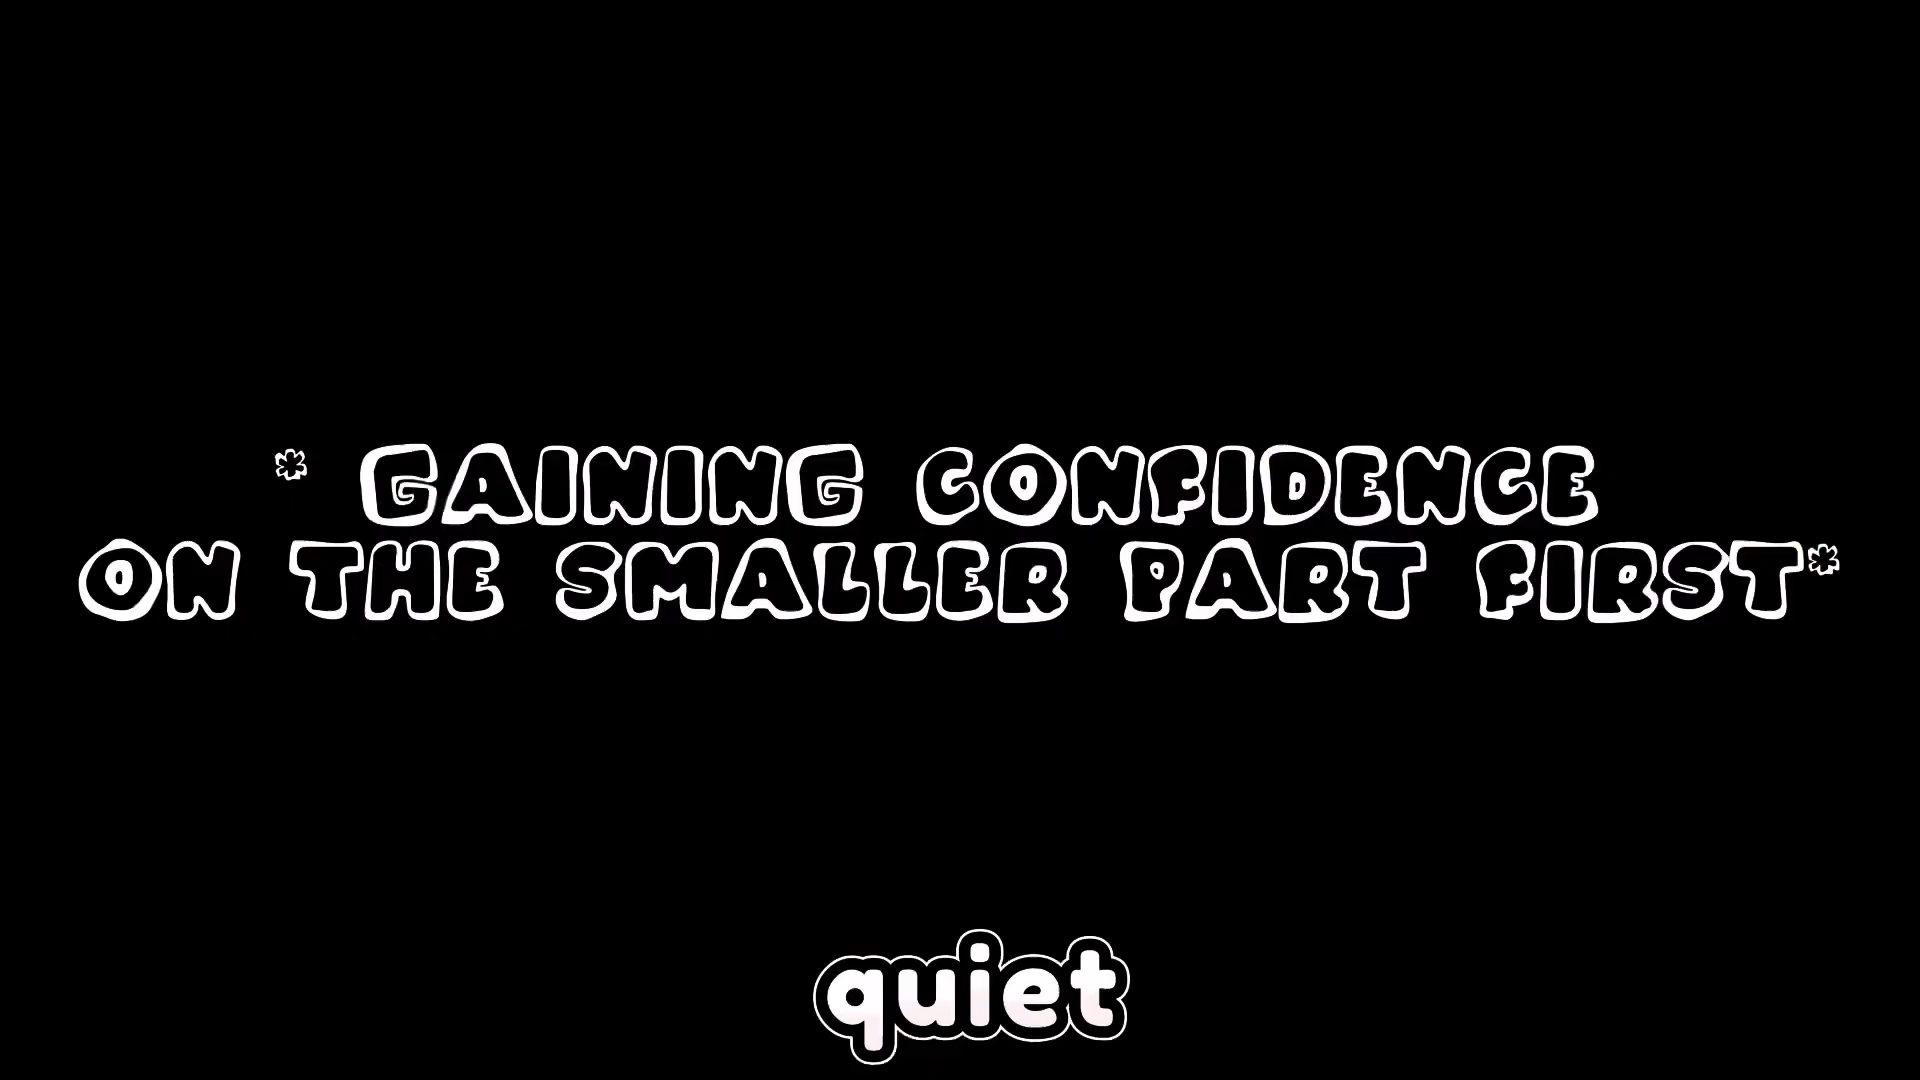 * GAINING CONFIDENCE
ON THE SMALLER PART FIRST*
quiet